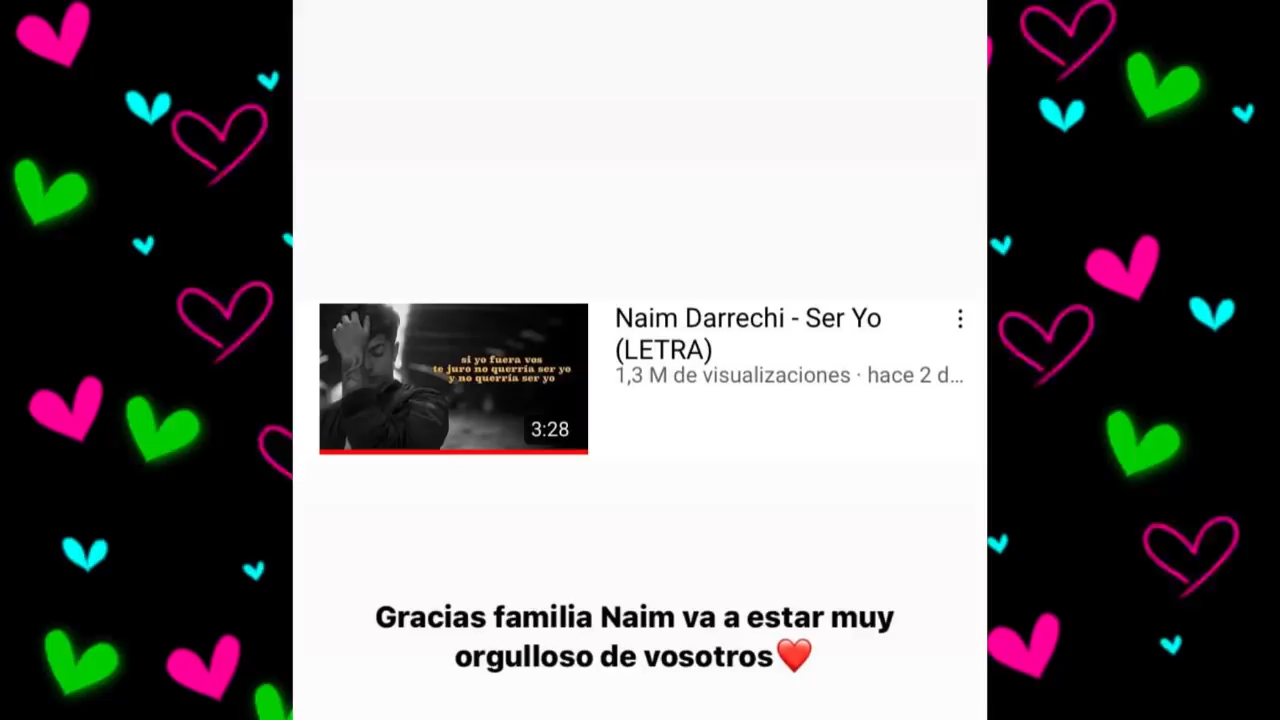 Naim Darrechi - Ser Yo
(LETRA)
1,3 M de visualizaciones · hace 2 d...
si yo fuera vos
te juro no querría ser yo
y no querría ser yo
3:28
Gracias familia Naim va a estar muy
orgulloso de vosotros❤️